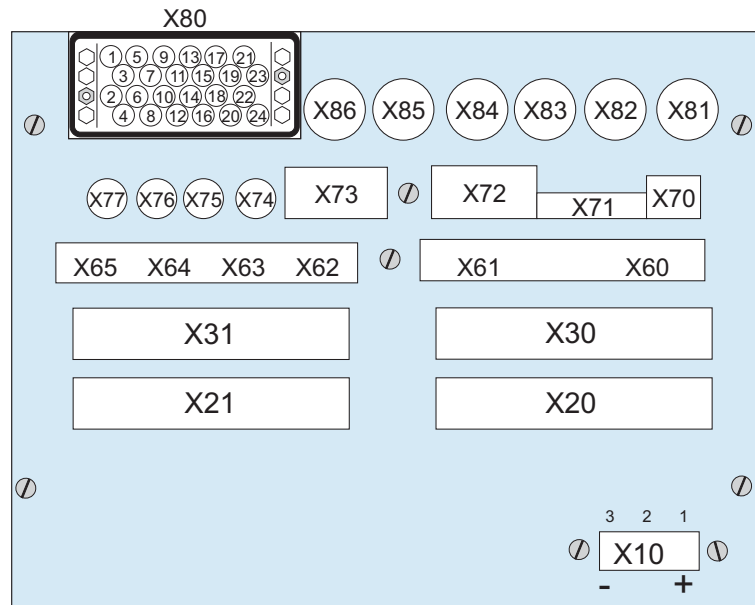 X80
1 5 9 13 17 21
3 7 11 15 19 23
2 6 10 14 18 22
4 8 12 16 20 24
X86 X85 X84 X83 X82 X81
X77 X76 X75 X74 X73 X72 X71 X70
X65 X64 X63 X62 X61 X60
X31 X30
X21 X20
3 2 1
X10
- +